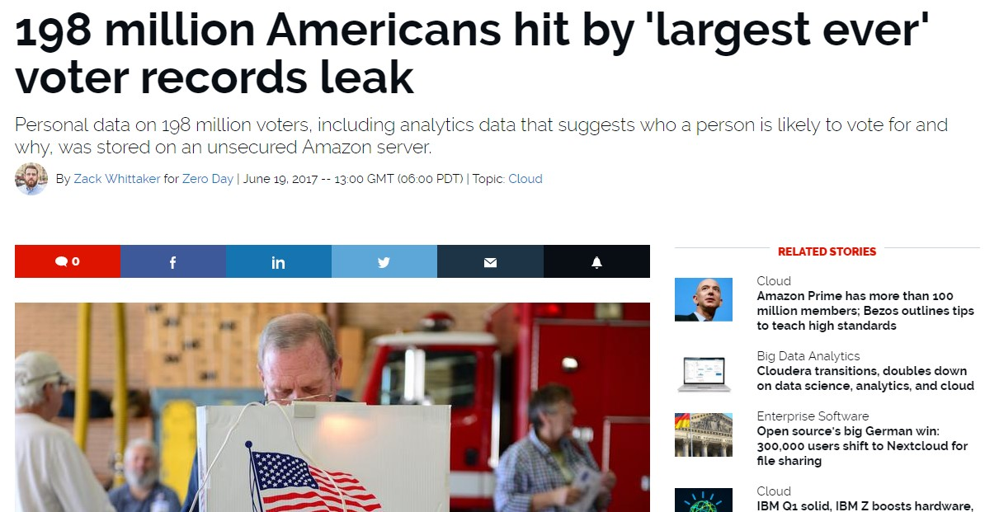 198 million Americans hit by 'largest ever'
voter records leak
Personal data on 198 million voters, including analytics data that suggests who a person is likely to vote for and
why, was stored on an unsecured Amazon server.
By Zack Whittaker for Zero Day | June 19, 2017 -- 13:00 GMT (06:00 PDT) | Topic: Cloud
0
f
in
RELATED STORIES
Cloud
Amazon Prime has more than 100
million members; Bezos outlines tips
to teach high standards
Big Data Analytics
Cloudera transitions, doubles down
on data science, analytics, and cloud
Enterprise Software
Open source's big German win:
300,000 users shift to Nextcloud for
file sharing
Cloud
IBM Q1 solid, IBM Z boosts hardware,